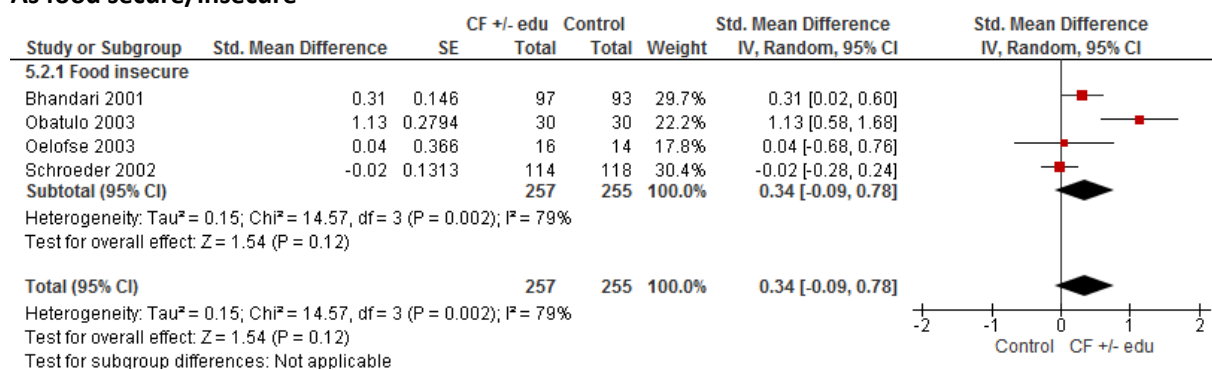 As food secure/insecure
CF +/- edu Control Std. Mean Difference Std. Mean Difference
Study or Subgroup Std. Mean Difference SE Total Total Weight IV, Random, 95% CI IV, Random, 95% CI
5.2.1 Food insecure
Bhandari 2001 0.31 0.146 97 93 29.7% 0.31 [0.02, 0.60]
Obatulo 2003 1.13 0.2794 30 30 22.2% 1.13 [0.58, 1.68]
Oelofse 2003 0.04 0.366 16 14 17.8% 0.04 [-0.68, 0.76]
Schroeder 2002 -0.02 0.1313 114 118 30.4% -0.02 [-0.28, 0.24]
Subtotal (95% CI) 257 255 100.0% 0.34 [-0.09, 0.78]
Heterogeneity: Tau² = 0.15; Chi² = 14.57, df = 3 (P = 0.002); I² = 79%
Test for overall effect: Z = 1.54 (P = 0.12)
Total (95% CI) 257 255 100.0% 0.34 [-0.09, 0.78]
Heterogeneity: Tau² = 0.15; Chi² = 14.57, df = 3 (P = 0.002); I² = 79%
Test for overall effect: Z = 1.54 (P = 0.12)
Test for subgroup differences: Not applicable
-2 -1 0 1 2
Control CF +/- edu